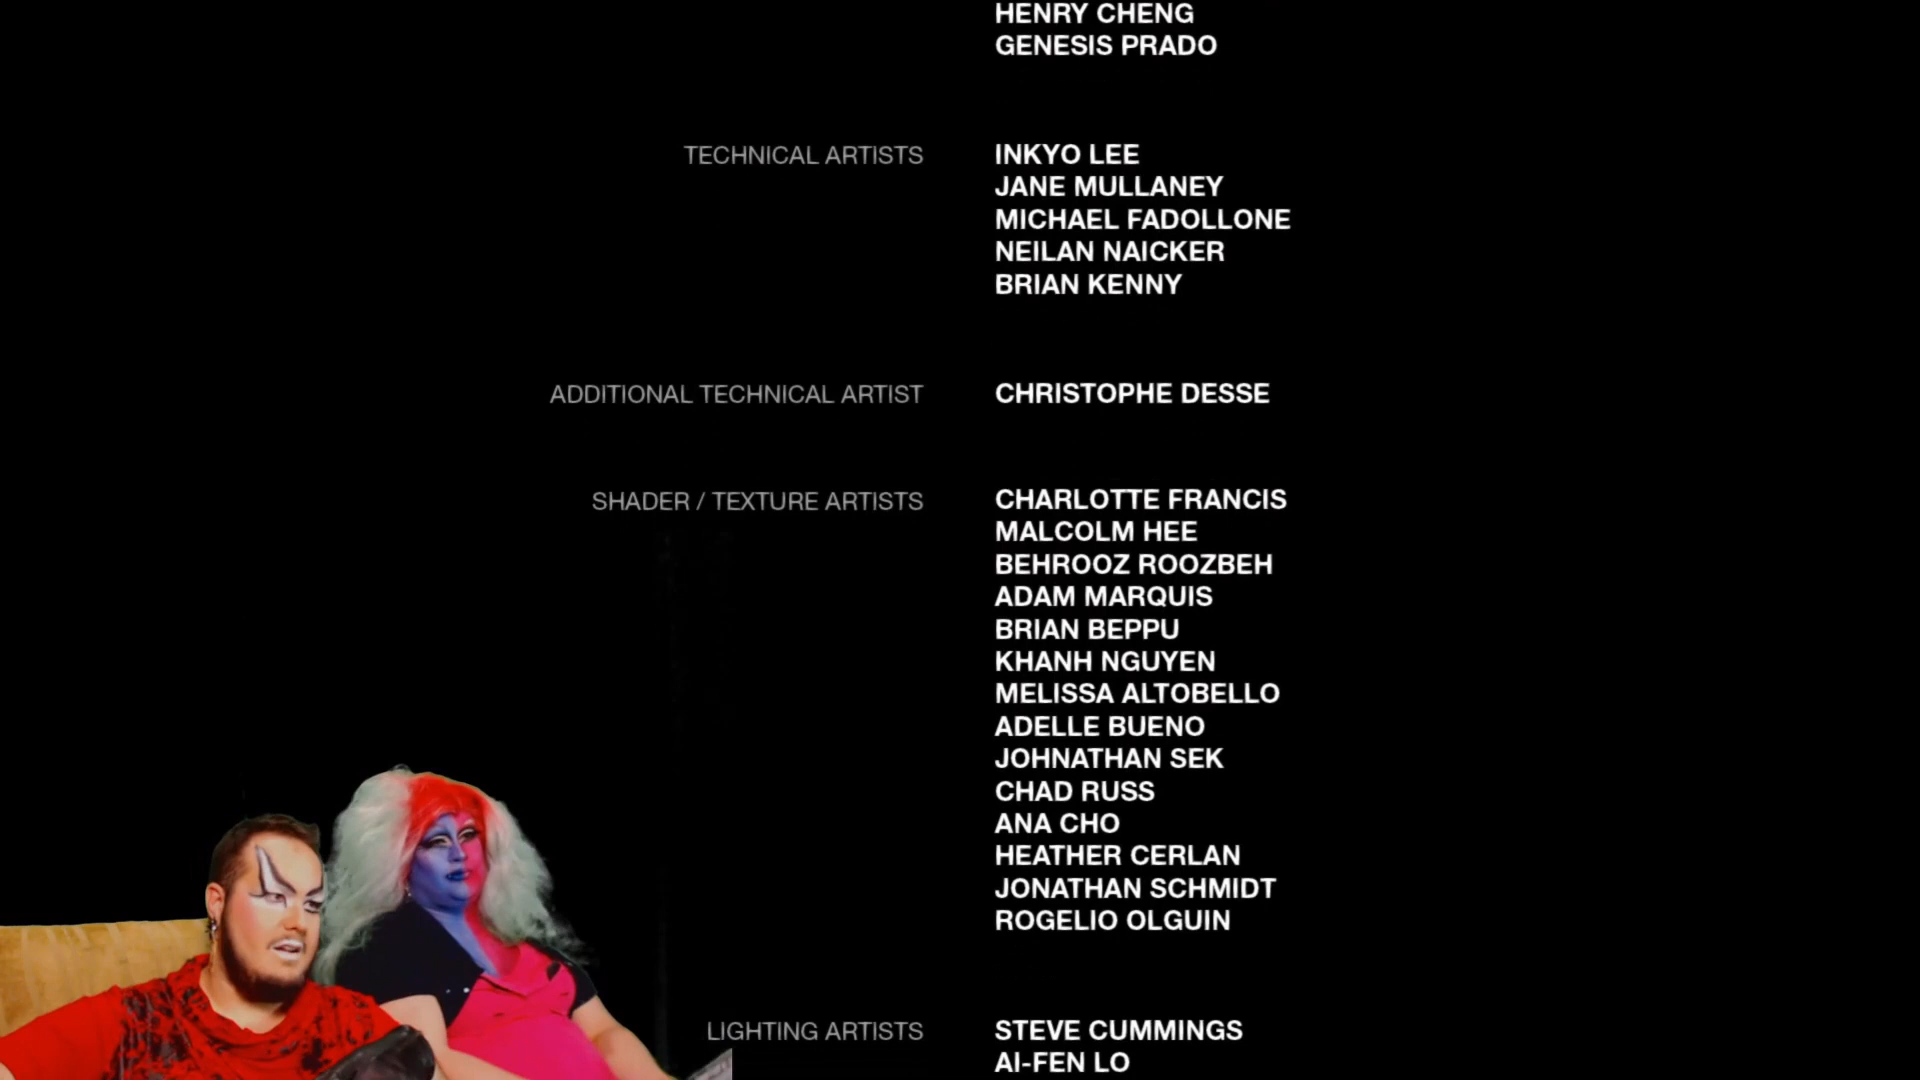 HENRY CHENG
GENESIS PRADO
TECHNICAL ARTISTS INKYO LEE
JANE MULLANEY
MICHAEL FADOLLONE
NEILAN NAICKER
BRIAN KENNY
ADDITIONAL TECHNICAL ARTIST CHRISTOPHE DESSE
SHADER / TEXTURE ARTISTS CHARLOTTE FRANCIS
MALCOLM HEE
BEHROOZ ROOZBEH
ADAM MARQUIS
BRIAN BEPPU
KHANH NGUYEN
MELISSA ALTOBELLO
ADELLE BUENO
JOHNATHAN SEK
CHAD RUSS
ANA CHO
HEATHER CERLAN
JONATHAN SCHMIDT
ROGELIO OLGUIN
LIGHTING ARTISTS STEVE CUMMINGS
AI-FEN LO